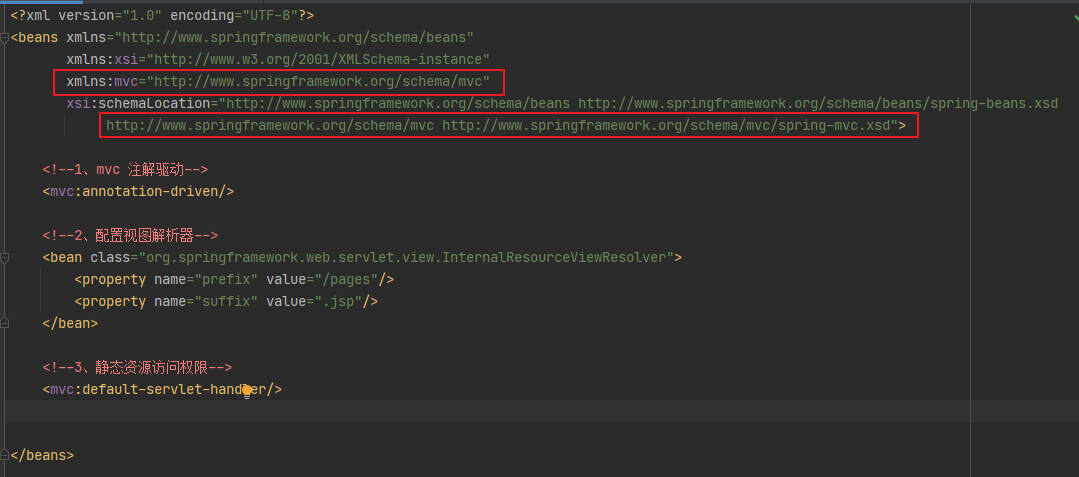 <?xml version="1.0" encoding="UTF-8"?>
<beans xmlns="http://www.springframework.org/schema/beans"
xmlns:xsi="http://www.w3.org/2001/XMLSchema-instance"
xmlns:mvc="http://www.springframework.org/schema/mvc"
xsi:schemaLocation="http://www.springframework.org/schema/beans http://www.springframework.org/schema/beans/spring-beans.xsd
http://www.springframework.org/schema/mvc http://www.springframework.org/schema/mvc/spring-mvc.xsd">
<!--1、mvc 注解驱动-->
<mvc:annotation-driven/>
<!--2、配置视图解析器-->
<bean class="org.springframework.web.servlet.view.InternalResourceViewResolver">
<property name="prefix" value="/pages"/>
<property name="suffix" value=".jsp"/>
</bean>
<!--3、静态资源访问权限-->
<mvc:default-servlet-handler/>
</beans>